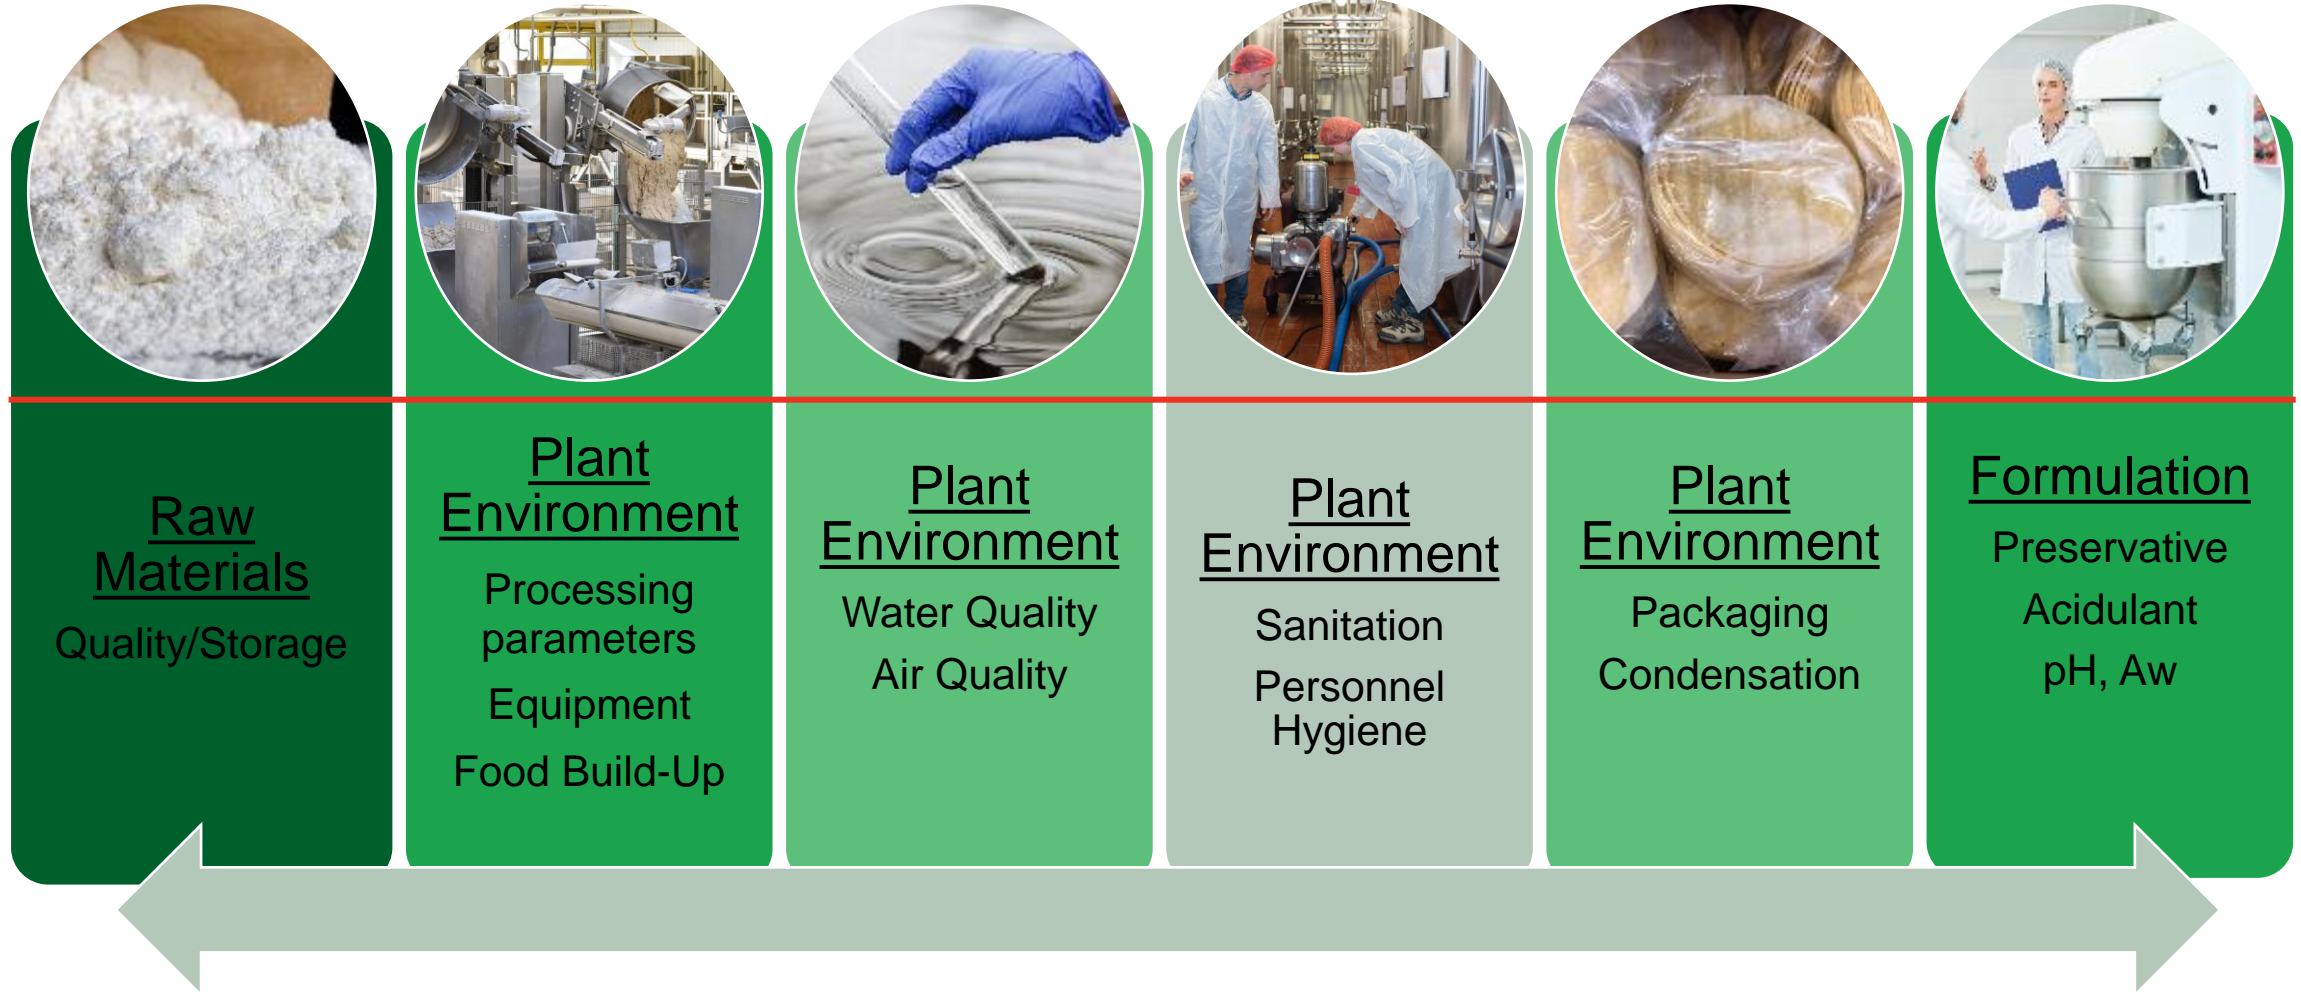 Raw
Materials
Quality/Storage
Plant
Environment
Processing
parameters
Equipment
Food Build-Up
Plant
Environment
Water Quality
Air Quality
Plant
Environment
Sanitation
Personnel
Hygiene
Plant
Environment
Packaging
Condensation
Formulation
Preservative
Acidulant
pH, Aw